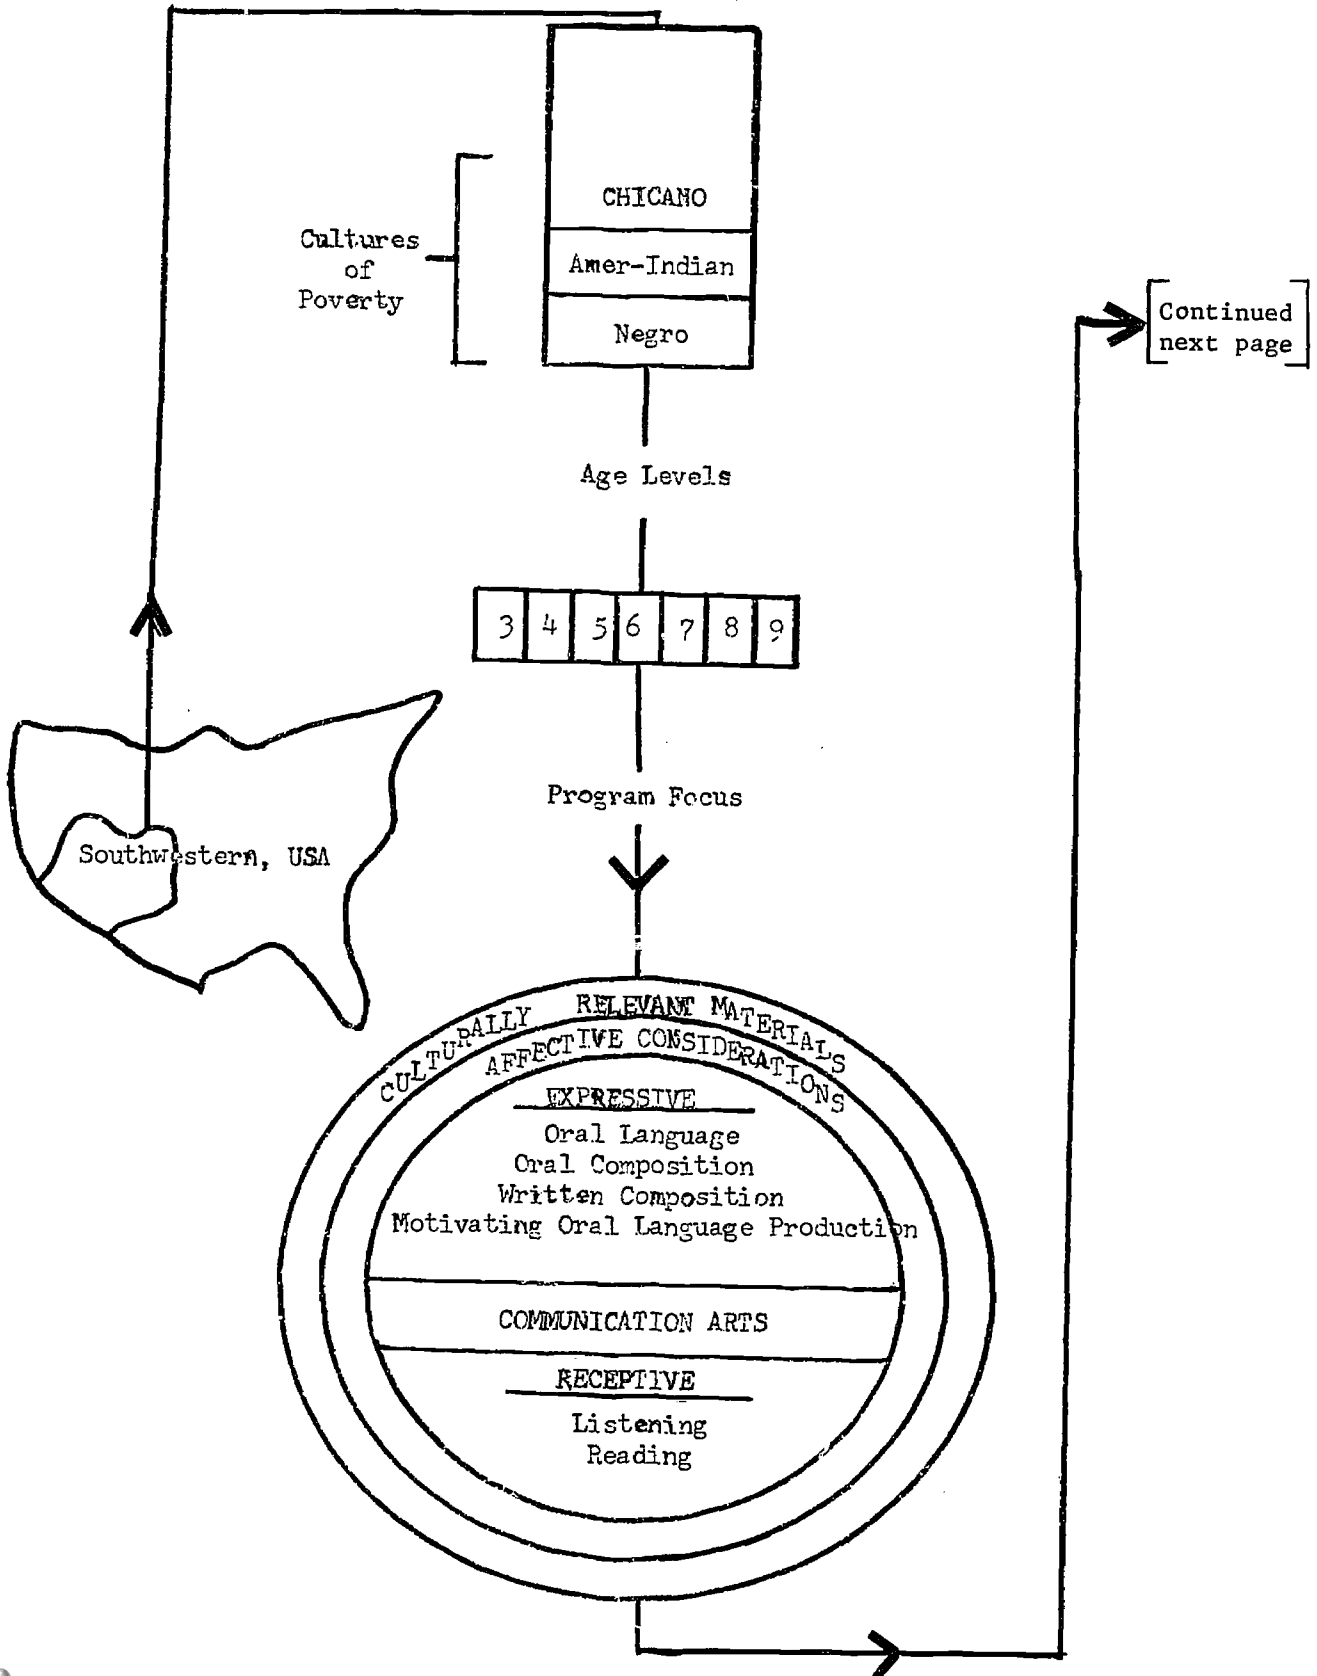 CHICANO
Cultures
of
Poverty
Amer-Indian
Negro
Continued
next page
Age Levels
3 4 5 6 7 8 9
Program Focus
Southwestern, USA
CULTURALLY RELEVANT MATERIALS
AFFECTIVE CONSIDERATIONS
EXPRESSIVE
Oral Language
Oral Composition
Written Composition
Motivating Oral Language Production
COMMUNICATION ARTS
RECEPTIVE
Listening
Reading